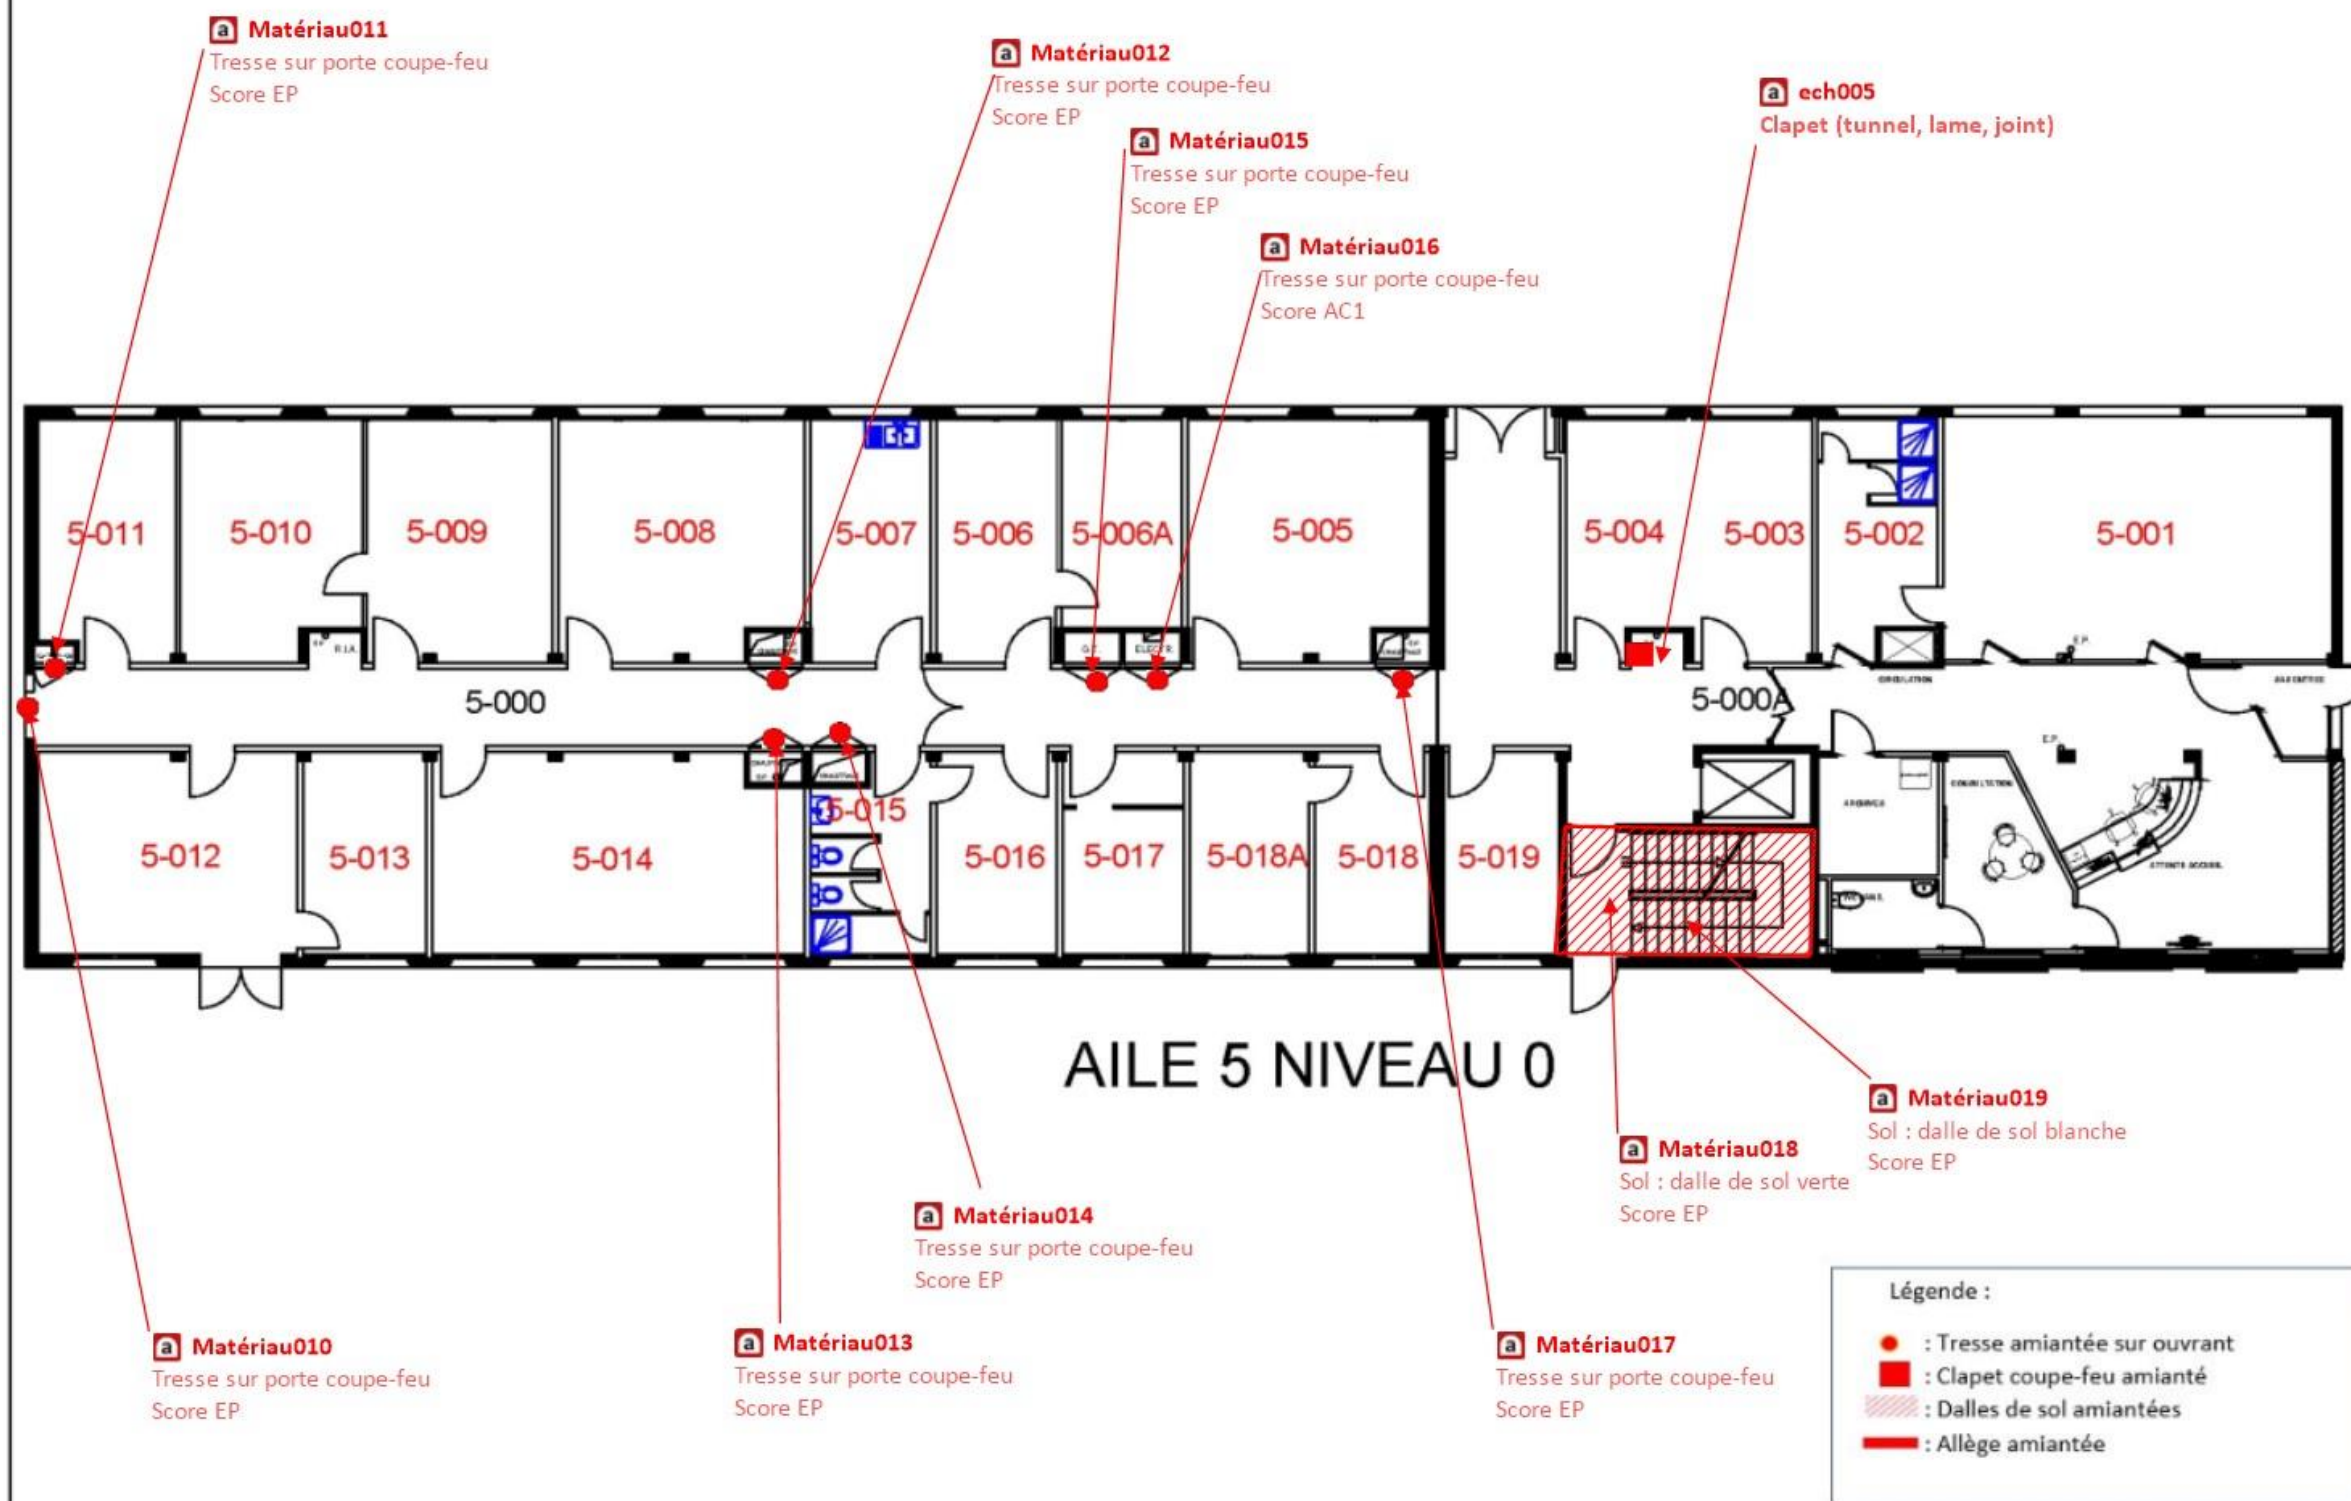 a Matériau011
Tresse sur porte coupe-feu
Score EP
a Matériau012
Tresse sur porte coupe-feu
Score EP
a Matériau015
Tresse sur porte coupe-feu
Score EP
a Matériau016
Tresse sur porte coupe-feu
Score AC1
a ech005
Clapet (tunnel, lame, joint)
5-011
5-010
5-009
5-008
5-007
5-006
5-006A
5-005
5-004
5-003
5-002
5-001
R.I.A.
ELECTR.
E.P.
5-000
5-000A
CIRCULATION
E.P.
5-012
5-013
5-014
5-015
5-016
5-017
5-018A
5-018
5-019
ARCHIVES
CONSULTATION
ATTENTE ACCUEIL
AILE 5 NIVEAU 0
a Matériau019
Sol : dalle de sol blanche
Score EP
a Matériau018
Sol : dalle de sol verte
Score EP
a Matériau014
Tresse sur porte coupe-feu
Score EP
a Matériau010
Tresse sur porte coupe-feu
Score EP
a Matériau013
Tresse sur porte coupe-feu
Score EP
a Matériau017
Tresse sur porte coupe-feu
Score EP
Légende :
: Tresse amiantée sur ouvrant
: Clapet coupe-feu amianté
: Dalles de sol amiantées
: Allège amiantée